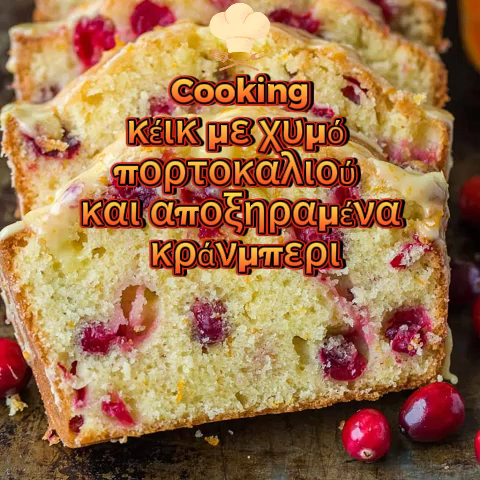 Cooking
κέικ με χυμό
πορτοκαλιού
και αποξηραμένα
κράνμπερι